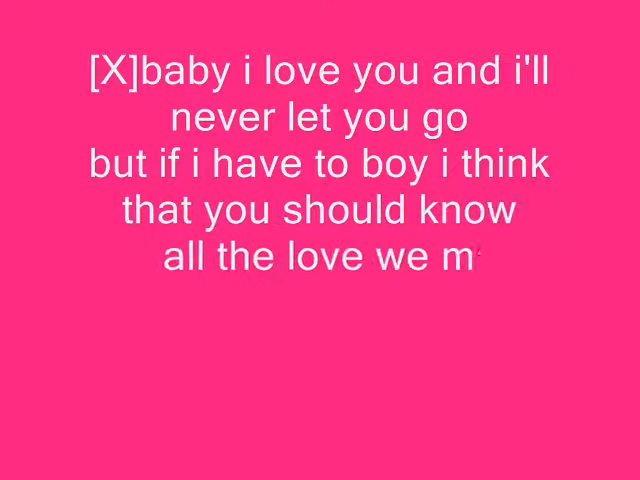 [X]baby i love you and i'll
never let you go
but if i have to boy i think
that you should know
all the love we m